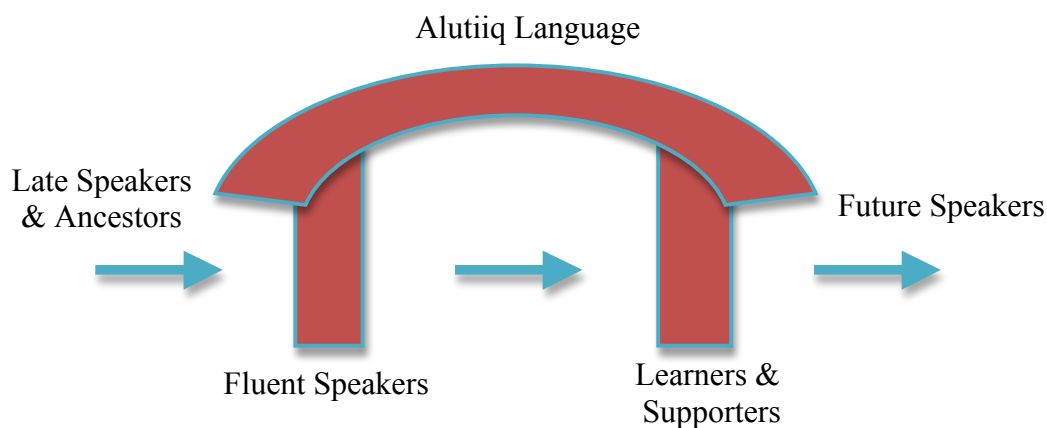 Alutiiq Language
Late Speakers
& Ancestors
Future Speakers
Fluent Speakers
Learners &
Supporters